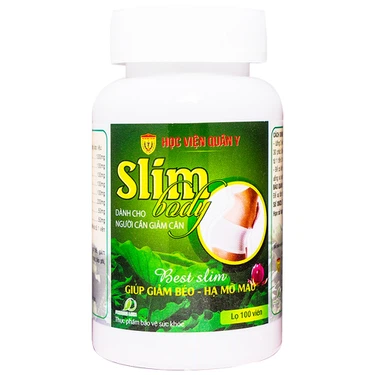 HỌC VIỆN QUÂN Y
Slim
body
DÀNH CHO
NGƯỜI CẦN GIẢM CÂN
Best slim
GIÚP GIẢM BÉO - HẠ MỠ MÁU
Lọ 100 viên
Thực phẩm bảo vệ sức khỏe